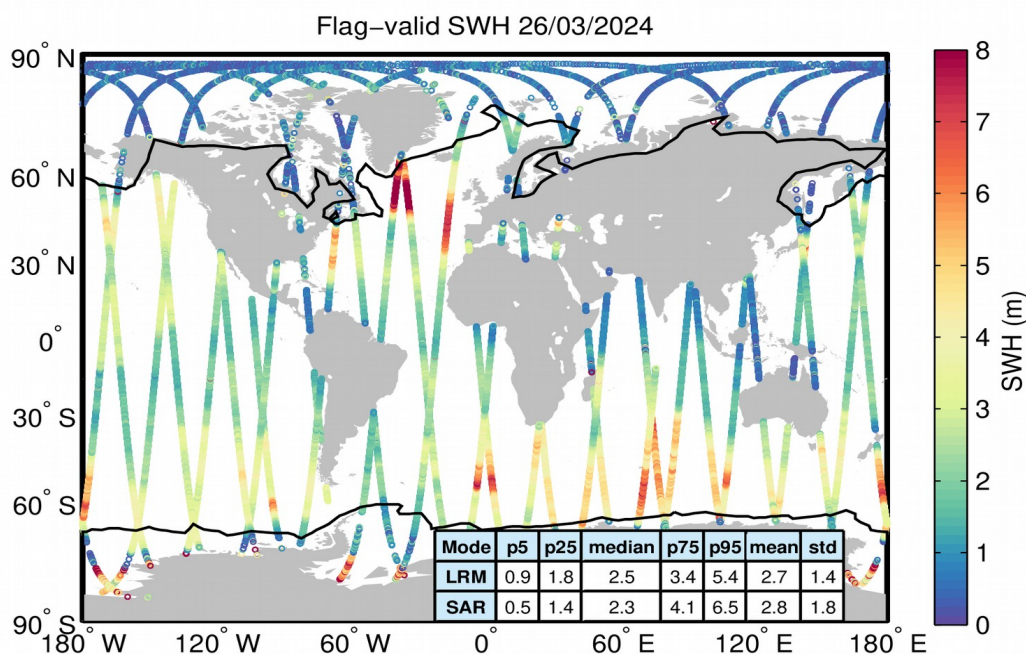 Flag-valid SWH 26/03/2024
90° N
60° N
30° N
0°
30° S
60° S
90° S
180° W
120° W
60° W
0°
60° E
120° E
180° E
8
7
6
5
4
3
2
1
0
SWH (m)
Mode p5 p25 median p75 p95 mean std
LRM 0.9 1.8 2.5 3.4 5.4 2.7 1.4
SAR 0.5 1.4 2.3 4.1 6.5 2.8 1.8